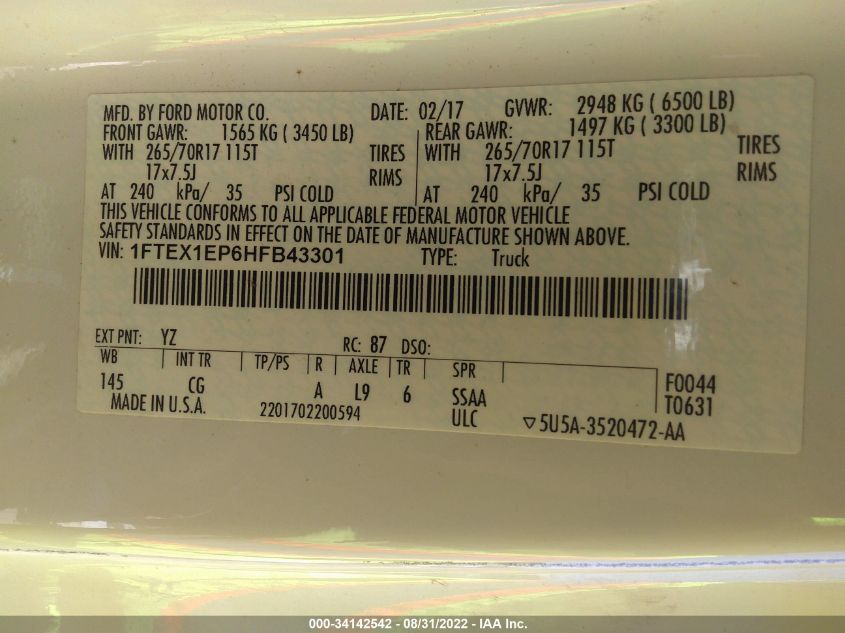 MFD. BY FORD MOTOR CO. DATE: 02/17 GVWR: 2948 KG ( 6500 LB)
FRONT GAWR: 1565 KG ( 3450 LB) REAR GAWR: 1497 KG ( 3300 LB)
WITH 265/70R17 115T TIRES WITH 265/70R17 115T TIRES
17x7.5J RIMS 17x7.5J RIMS
AT 240 kPa/ 35 PSI COLD AT 240 kPa/ 35 PSI COLD
THIS VEHICLE CONFORMS TO ALL APPLICABLE FEDERAL MOTOR VEHICLE
SAFETY STANDARDS IN EFFECT ON THE DATE OF MANUFACTURE SHOWN ABOVE.
VIN: 1FTEX1EP6HFB43301 TYPE: Truck
EXT PNT: YZ RC: 87 DSO:
WB INT TR TP/PS R AXLE TR SPR
145 CG A L9 6 SSAA F0044
MADE IN U.S.A. 2201702200594 ULC T0631
▽5U5A-3520472-AA
000-34142542 - 08/31/2022 - IAA Inc.